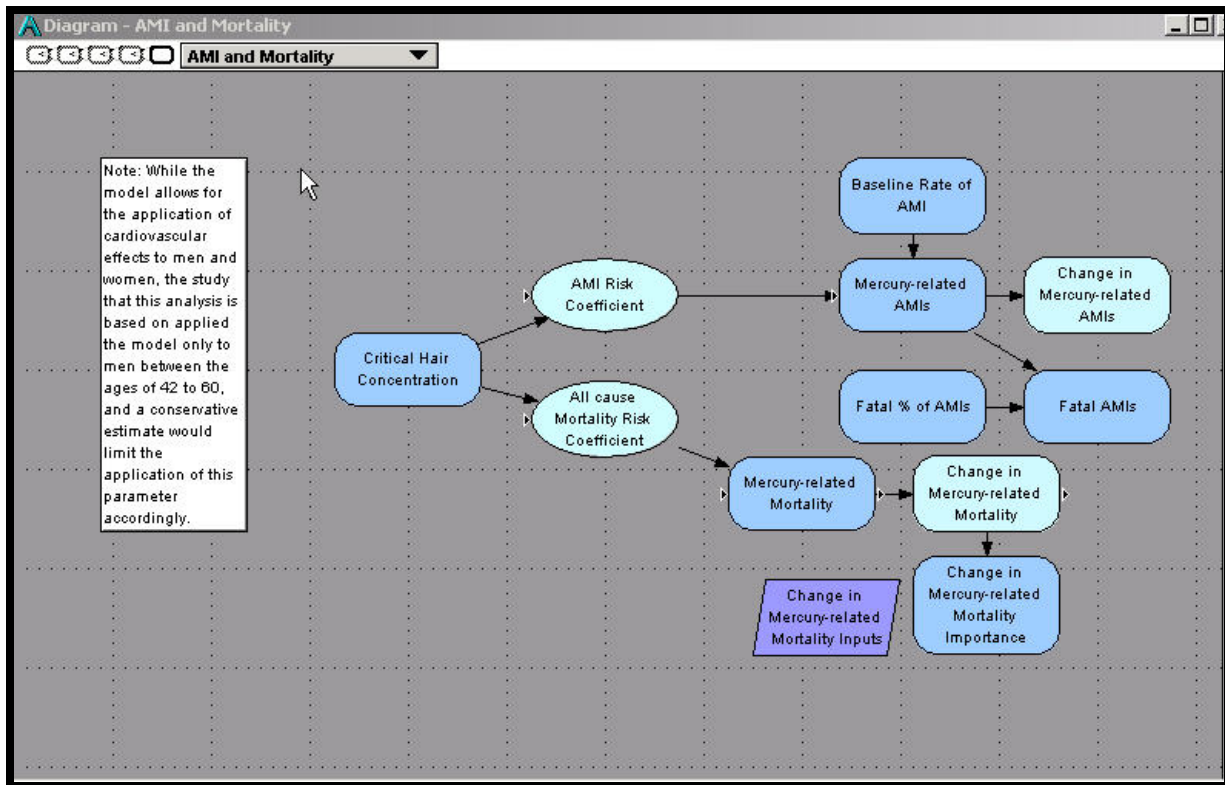 Diagram - AMI and Mortality
AMI and Mortality
Note: While the
model allows for
the application of
cardiovascular
effects to men and
women, the study
that this analysis is
based on applied
the model only to
men between the
ages of 42 to 60,
and a conservative
estimate would
limit the
application of this
parameter
accordingly.
Baseline Rate of
AMI
AMI Risk
Coefficient
Mercury-related
AMIs
Change in
Mercury-related
AMIs
Critical Hair
Concentration
All cause
Mortality Risk
Coefficient
Fatal % of AMIs
Fatal AMIs
Mercury-related
Mortality
Change in
Mercury-related
Mortality
Change in
Mercury-related
Mortality Inputs
Change in
Mercury-related
Mortality
Importance